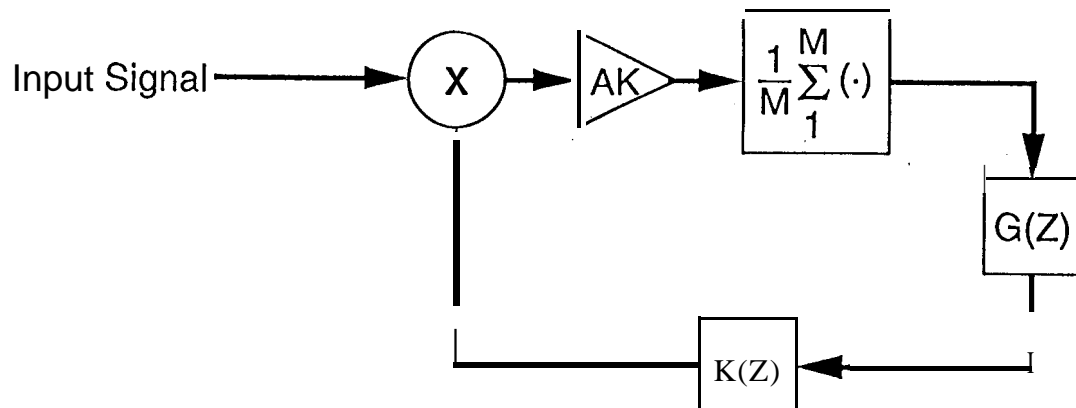 Input Signal
X
AK
M
1/M ∑ (·)
1
G(Z)
K(Z)
I